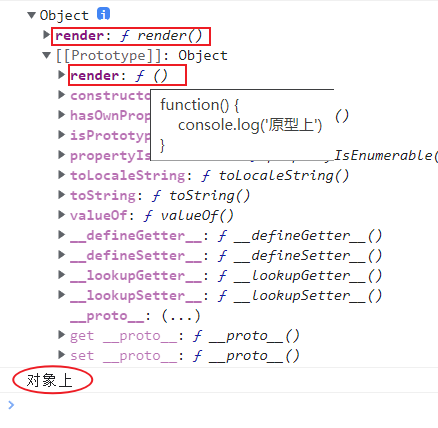 Object
render: ƒ render()
[[Prototype]]: Object
render: ƒ ()
constructo
function() {
console.log('原型上')
}
hasOwnProp
()
isPrototyp
propertyIs
pertyIsEnumerable(
toLocaleString: ƒ toLocaleString()
toString: ƒ toString()
valueOf: ƒ valueOf()
__defineGetter__: ƒ __defineGetter__()
__defineSetter__: ƒ __defineSetter__()
__lookupGetter__: ƒ __lookupGetter__()
__lookupSetter__: ƒ __lookupSetter__()
__proto__: (...)
get __proto__: ƒ __proto__()
set __proto__: ƒ __proto__()
对象上